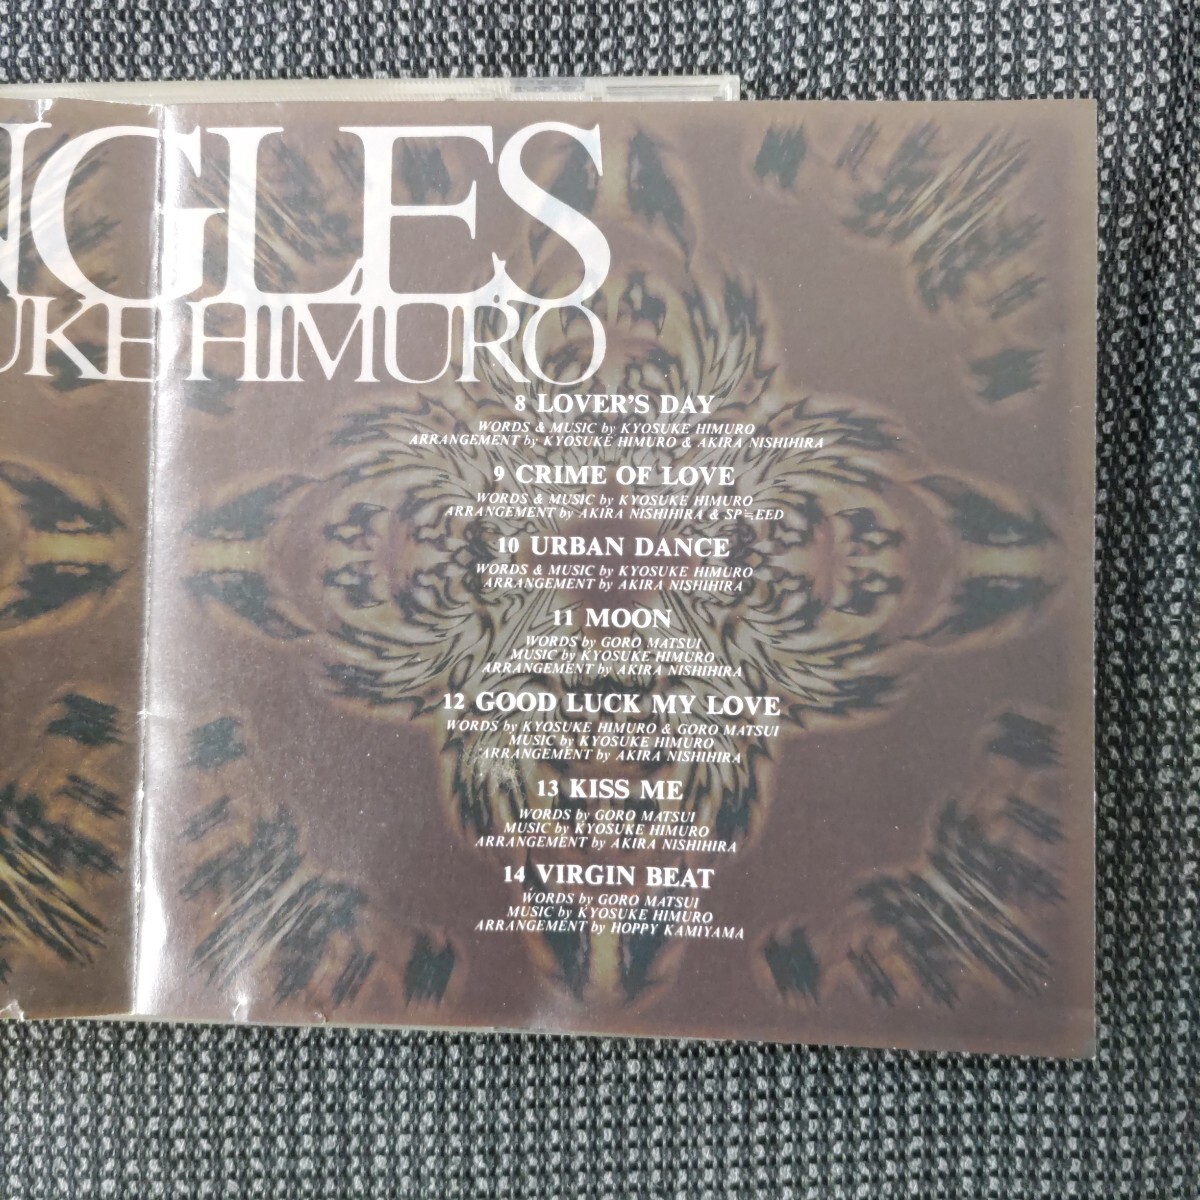 NGLES
UKE HIMURO
8 LOVER'S DAY
WORDS & MUSIC by KYOSUKE HIMURO
ARRANGEMENT by KYOSUKE HIMURO & AKIRA NISHIHIRA
9 CRIME OF LOVE
WORDS & MUSIC by KYOSUKE HIMURO
ARRANGEMENT by AKIRA NISHIHIRA & SP≒EED
10 URBAN DANCE
WORDS & MUSIC by KYOSUKE HIMURO
ARRANGEMENT by AKIRA NISHIHIRA
11 MOON
WORDS by GORO MATSUI
MUSIC by KYOSUKE HIMURO
ARRANGEMENT by AKIRA NISHIHIRA
12 GOOD LUCK MY LOVE
WORDS by KYOSUKE HIMURO & GORO MATSUI
MUSIC by KYOSUKE HIMURO
ARRANGEMENT by AKIRA NISHIHIRA
13 KISS ME
WORDS by GORO MATSUI
MUSIC by KYOSUKE HIMURO
ARRANGEMENT by AKIRA NISHIHIRA
14 VIRGIN BEAT
WORDS by GORO MATSUI
MUSIC by KYOSUKE HIMURO
ARRANGEMENT by HOPPY KAMIYAMA